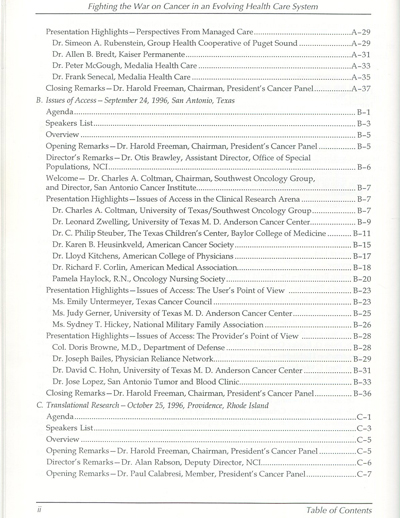 Fighting the War on Cancer in an Evolving Health Care System
Presentation Highlights—Perspectives From Managed Care..........A–29
Dr. Simeon A. Rubenstein, Group Health Cooperative of Puget Sound..........A–29
Dr. Allen B. Bredt, Kaiser Permanente..........A–31
Dr. Peter McGough, Medalia Health Care..........A–33
Dr. Frank Senecal, Medalia Health Care..........A–35
Closing Remarks—Dr. Harold Freeman, Chairman, President's Cancer Panel..........A–37
B. Issues of Access—September 24, 1996, San Antonio, Texas
Agenda..........B–1
Speakers List..........B–3
Overview..........B–5
Opening Remarks—Dr. Harold Freeman, Chairman, President's Cancer Panel..........B–5
Director's Remarks—Dr. Otis Brawley, Assistant Director, Office of Special
Populations, NCI..........B–6
Welcome— Dr. Charles A. Coltman, Chairman, Southwest Oncology Group,
and Director, San Antonio Cancer Institute..........B–7
Presentation Highlights—Issues of Access in the Clinical Research Arena..........B–7
Dr. Charles A. Coltman, University of Texas/Southwest Oncology Group..........B–7
Dr. Leonard Zwelling, University of Texas M. D. Anderson Cancer Center..........B–9
Dr. C. Philip Steuber, The Texas Children's Center, Baylor College of Medicine..........B–11
Dr. Karen B. Heusinkveld, American Cancer Society..........B–15
Dr. Lloyd Kitchens, American College of Physicians..........B–17
Dr. Richard F. Corlin, American Medical Association..........B–18
Pamela Haylock, R.N., Oncology Nursing Society..........B–20
Presentation Highlights—Issues of Access: The User's Point of View..........B–23
Ms. Emily Untermeyer, Texas Cancer Council..........B–23
Ms. Judy Gerner, University of Texas M. D. Anderson Cancer Center..........B–25
Ms. Sydney T. Hickey, National Military Family Association..........B–26
Presentation Highlights—Issues of Access: The Provider's Point of View..........B–28
Col. Doris Browne, M.D., Department of Defense..........B–28
Dr. Joseph Bailes, Physician Reliance Network..........B–29
Dr. David C. Hohn, University of Texas M. D. Anderson Cancer Center..........B–31
Dr. Jose Lopez, San Antonio Tumor and Blood Clinic..........B–33
Closing Remarks—Dr. Harold Freeman, Chairman, President's Cancer Panel..........B–36
C. Translational Research—October 25, 1996, Providence, Rhode Island
Agenda..........C–1
Speakers List..........C–3
Overview..........C–5
Opening Remarks—Dr. Harold Freeman, Chairman, President's Cancer Panel..........C–5
Director's Remarks—Dr. Alan Rabson, Deputy Director, NCI..........C–6
Opening Remarks—Dr. Paul Calabresi, Member, President's Cancer Panel..........C–7
ii Table of Contents